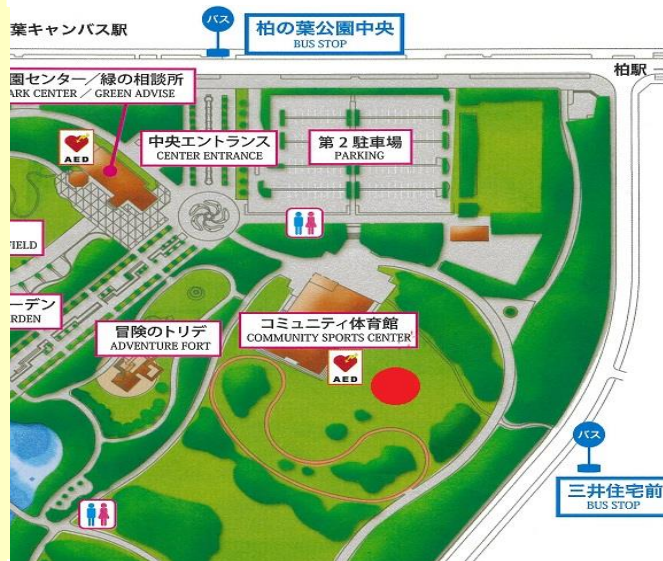 葉キャンパス駅
バス
柏の葉公園中央
BUS STOP
柏駅
園センター／緑の相談所
ARK CENTER ／ GREEN ADVISE
AED
中央エントランス
CENTER ENTRANCE
第2駐車場
PARKING
FIELD
ーデン
RDEN
冒険のトリデ
ADVENTURE FORT
コミュニティ体育館
COMMUNITY SPORTS CENTER
AED
バス
三井住宅前
BUS STOP